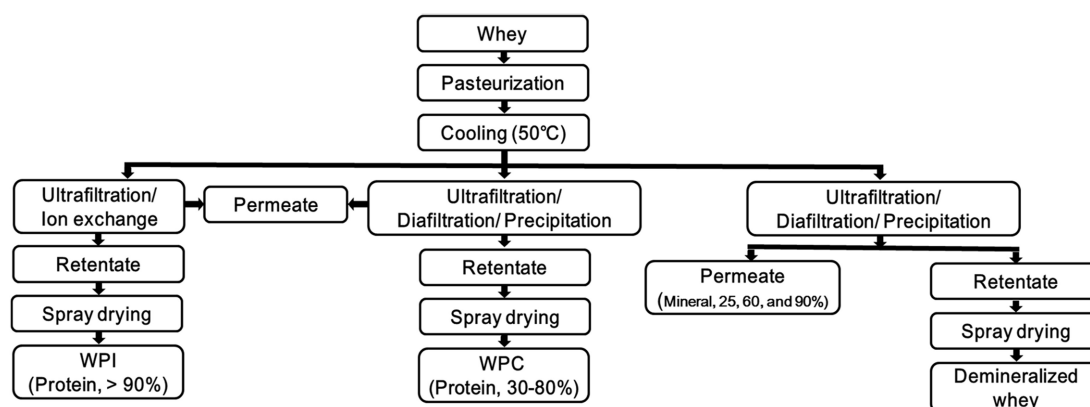 Whey
Pasteurization
Cooling (50℃)
Ultrafiltration/
Ion exchange
Permeate
Ultrafiltration/
Diafiltration/ Precipitation
Ultrafiltration/
Diafiltration/ Precipitation
Retentate
Retentate
Permeate
(Mineral, 25, 60, and 90%)
Retentate
Spray drying
Spray drying
Spray drying
WPI
(Protein, > 90%)
WPC
(Protein, 30-80%)
Demineralized
whey